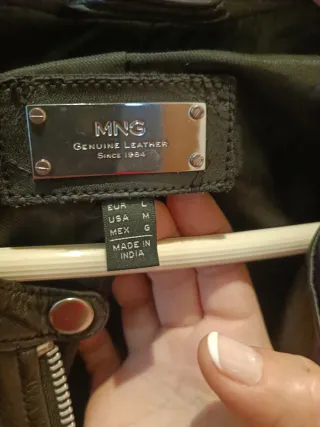 MNG
GENUINE LEATHER
SINCE 1984
EUR L
USA M
MEX G
MADE IN
INDIA